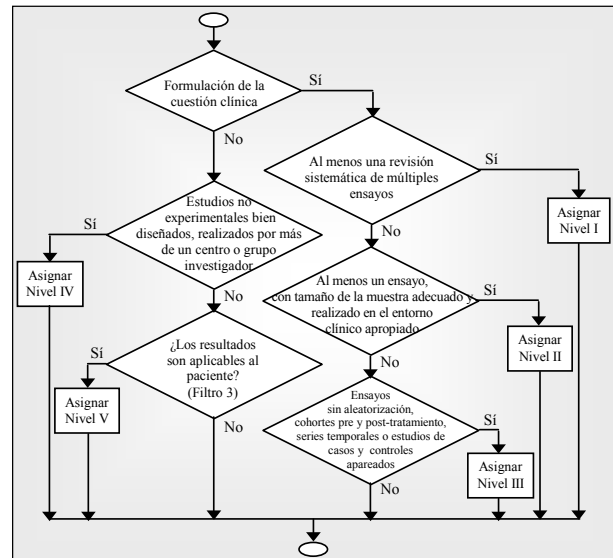 Formulación de la
cuestión clínica
Sí
No
Al menos una revisión
sistemática de múltiples
ensayos
Sí
No
Asignar
Nivel I
Estudios no
experimentales bien
diseñados, realizados por más
de un centro o grupo
investigador
Sí
No
Asignar
Nivel IV
Al menos un ensayo,
con tamaño de la muestra adecuado y
realizado en el entorno
clínico apropiado
Sí
No
Asignar
Nivel II
¿Los resultados
son aplicables al
paciente?
(Filtro 3)
Sí
No
Asignar
Nivel V
Ensayos
sin aleatorización,
cohortes pre y post-tratamiento,
series temporales o estudios de
casos y controles
apareados
Sí
No
Asignar
Nivel III